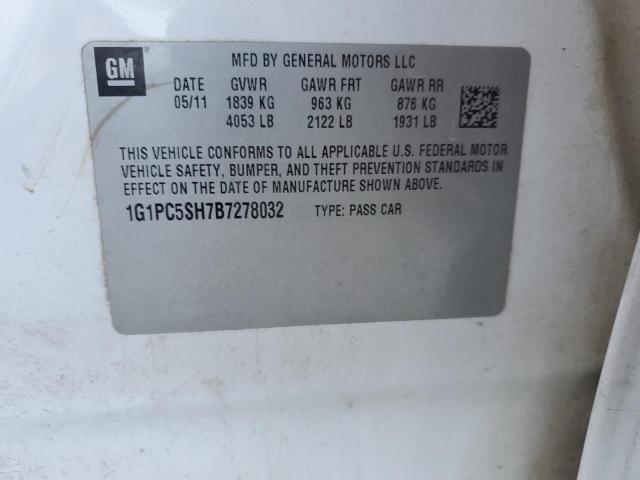 GM
MFD BY GENERAL MOTORS LLC
DATE GVWR GAWR FRT GAWR RR
05/11 1839 KG 963 KG 876 KG
4053 LB 2122 LB 1931 LB
THIS VEHICLE CONFORMS TO ALL APPLICABLE U.S. FEDERAL MOTOR
VEHICLE SAFETY, BUMPER, AND THEFT PREVENTION STANDARDS IN
EFFECT ON THE DATE OF MANUFACTURE SHOWN ABOVE.
1G1PC5SH7B7278032 TYPE: PASS CAR